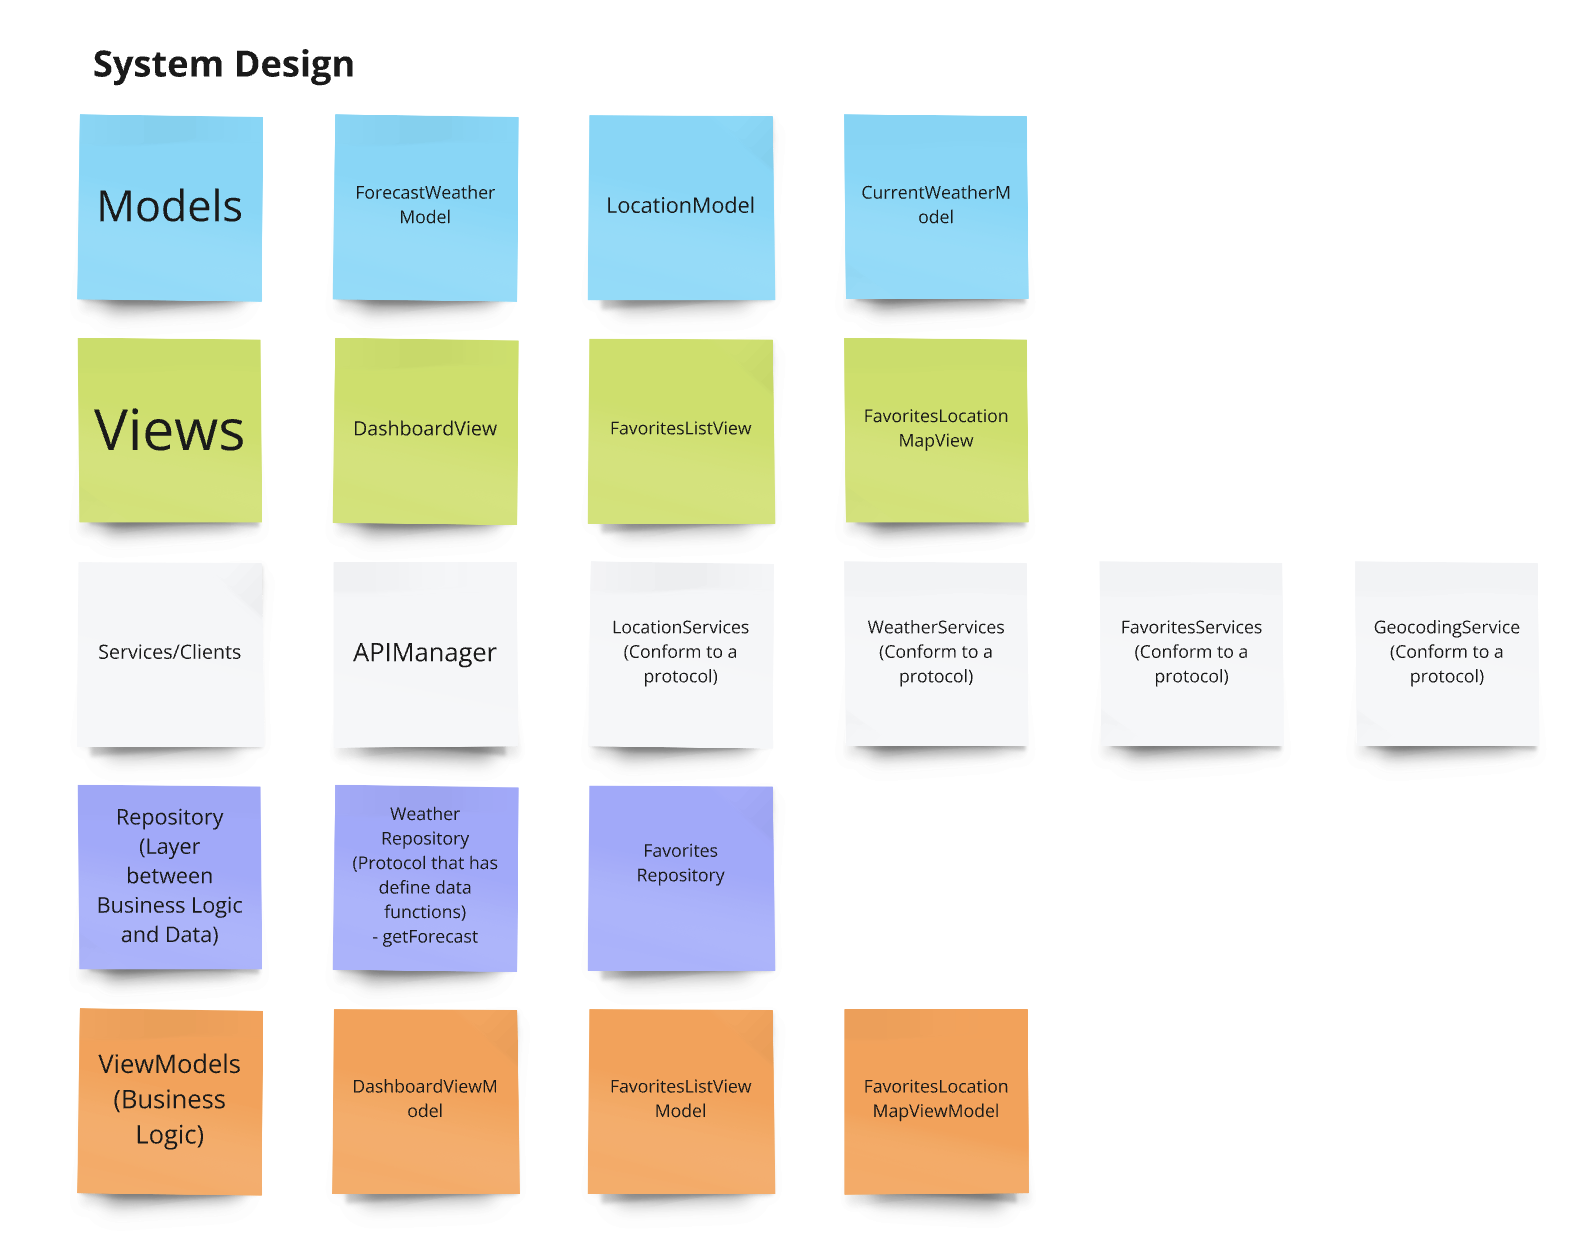 System Design
Models
ForecastWeather
Model
LocationModel
CurrentWeatherM
odel
Views
DashboardView
FavoritesListView
FavoritesLocation
MapView
Services/Clients
APIManager
LocationServices
(Conform to a
protocol)
WeatherServices
(Conform to a
protocol)
FavoritesServices
(Conform to a
protocol)
GeocodingService
(Conform to a
protocol)
Repository
(Layer
between
Business Logic
and Data)
Weather
Repository
(Protocol that has
define data
functions)
- getForecast
Favorites
Repository
ViewModels
(Business
Logic)
DashboardViewM
odel
FavoritesListView
Model
FavoritesLocation
MapViewModel